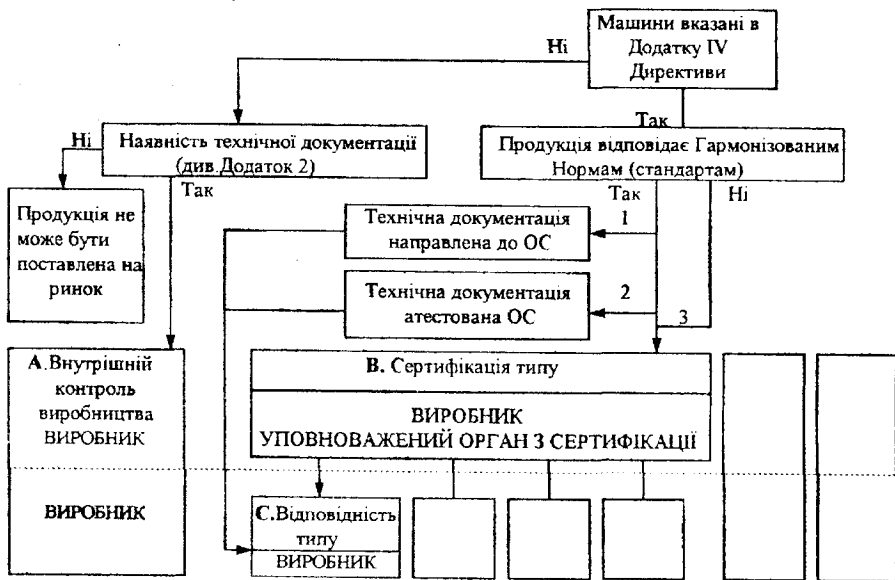 Машини вказані в
Додатку IV
Директиви
Ні
Так
Ні
Наявність технічної документації
(див.Додаток 2)
Так
Продукція відповідає Гармонізованим
Нормам (стандартам)
Так
Ні
Продукція не
може бути
поставлена на
ринок
Технічна документація
направлена до ОС
1
Технічна документація
атестована ОС
2
3
А.Внутрішній
контроль
виробництва
ВИРОБНИК
В. Сертифікація типу
ВИРОБНИК
УПОВНОВАЖЕНИЙ ОРГАН З СЕРТИФІКАЦІЇ
ВИРОБНИК
С.Відповідність
типу
ВИРОБНИК